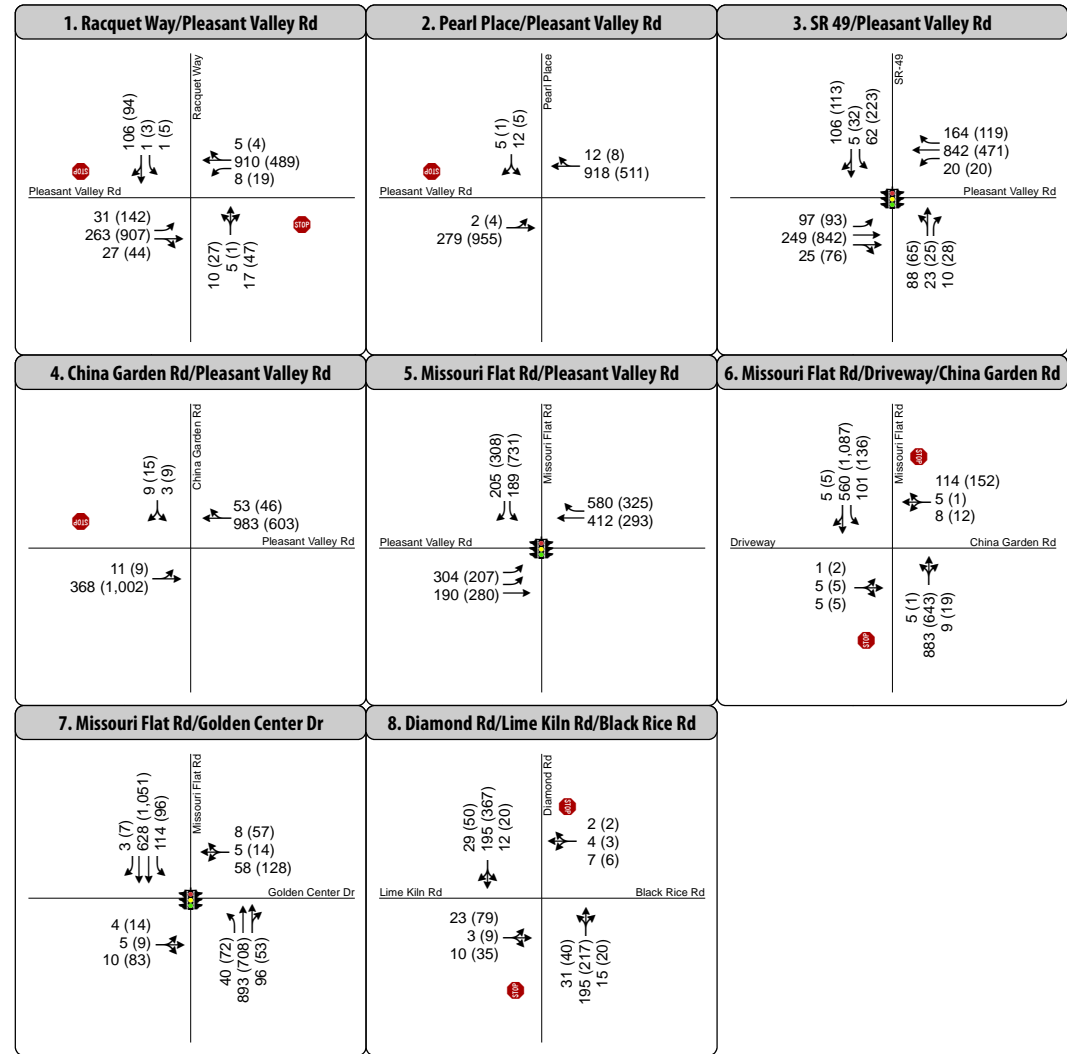 1. Racquet Way/Pleasant Valley Rd
106 (94)
1 (3)
1 (5)
Racquet Way
5 (4)
910 (489)
8 (19)
STOP
Pleasant Valley Rd
31 (142)
263 (907)
27 (44)
10 (27)
5 (1)
17 (47)
STOP
2. Pearl Place/Pleasant Valley Rd
5 (1)
12 (5)
Pearl Place
12 (8)
918 (511)
STOP
Pleasant Valley Rd
2 (4)
279 (955)
3. SR 49/Pleasant Valley Rd
106 (113)
5 (32)
62 (223)
SR-49
164 (119)
842 (471)
20 (20)
Pleasant Valley Rd
97 (93)
249 (842)
25 (76)
88 (65)
23 (25)
10 (28)
4. China Garden Rd/Pleasant Valley Rd
9 (15)
3 (9)
China Garden Rd
53 (46)
983 (603)
STOP
Pleasant Valley Rd
11 (9)
368 (1,002)
5. Missouri Flat Rd/Pleasant Valley Rd
205 (308)
189 (731)
Missouri Flat Rd
580 (325)
412 (293)
Pleasant Valley Rd
304 (207)
190 (280)
6. Missouri Flat Rd/Driveway/China Garden Rd
5 (5)
560 (1,087)
101 (136)
Missouri Flat Rd
STOP
114 (152)
5 (1)
8 (12)
Driveway
China Garden Rd
1 (2)
5 (5)
5 (5)
STOP
5 (1)
883 (643)
9 (19)
7. Missouri Flat Rd/Golden Center Dr
3 (7)
628 (1,051)
114 (96)
Missouri Flat Rd
8 (57)
5 (14)
58 (128)
Golden Center Dr
4 (14)
5 (9)
10 (83)
40 (72)
893 (708)
96 (53)
8. Diamond Rd/Lime Kiln Rd/Black Rice Rd
29 (50)
195 (367)
12 (20)
Diamond Rd
STOP
2 (2)
4 (3)
7 (6)
Lime Kiln Rd
Black Rice Rd
23 (79)
3 (9)
10 (35)
STOP
31 (40)
195 (217)
15 (20)